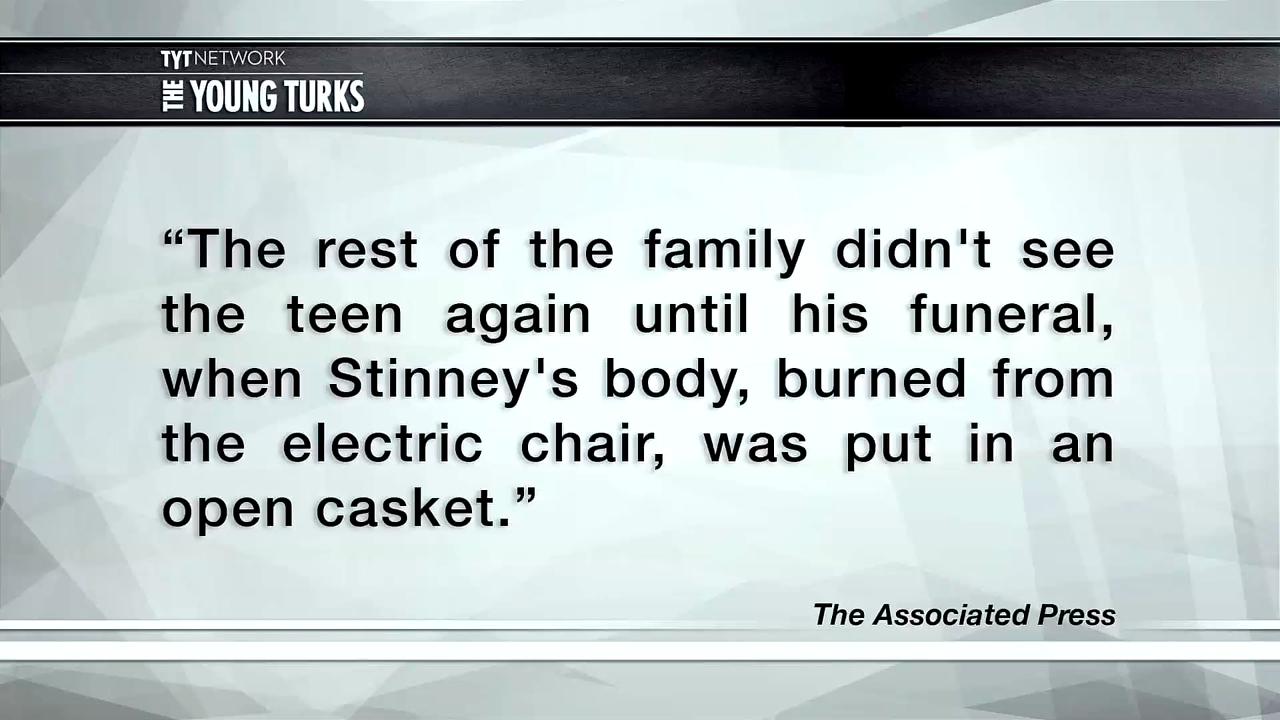 TYTNETWORK
THE YOUNG TURKS
“The rest of the family didn't see
the teen again until his funeral,
when Stinney's body, burned from
the electric chair, was put in an
open casket.”
The Associated Press